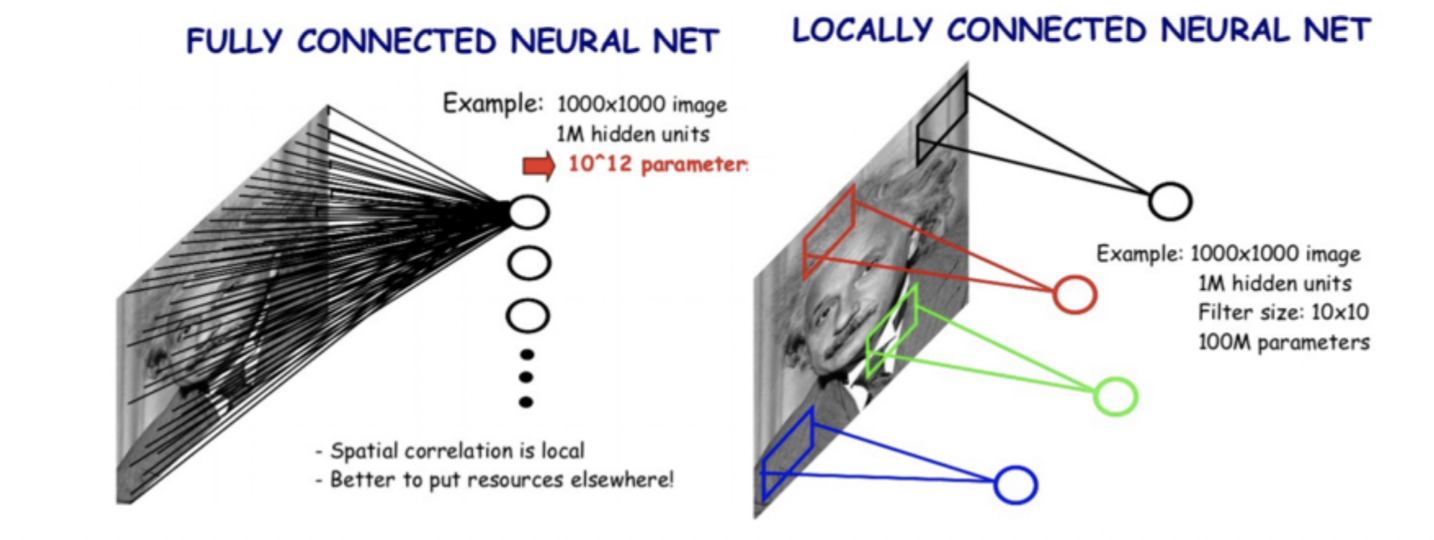 FULLY CONNECTED NEURAL NET
Example: 1000x1000 image
1M hidden units
10^12 parameter
- Spatial correlation is local
- Better to put resources elsewhere!
LOCALLY CONNECTED NEURAL NET
Example: 1000x1000 image
1M hidden units
Filter size: 10x10
100M parameters